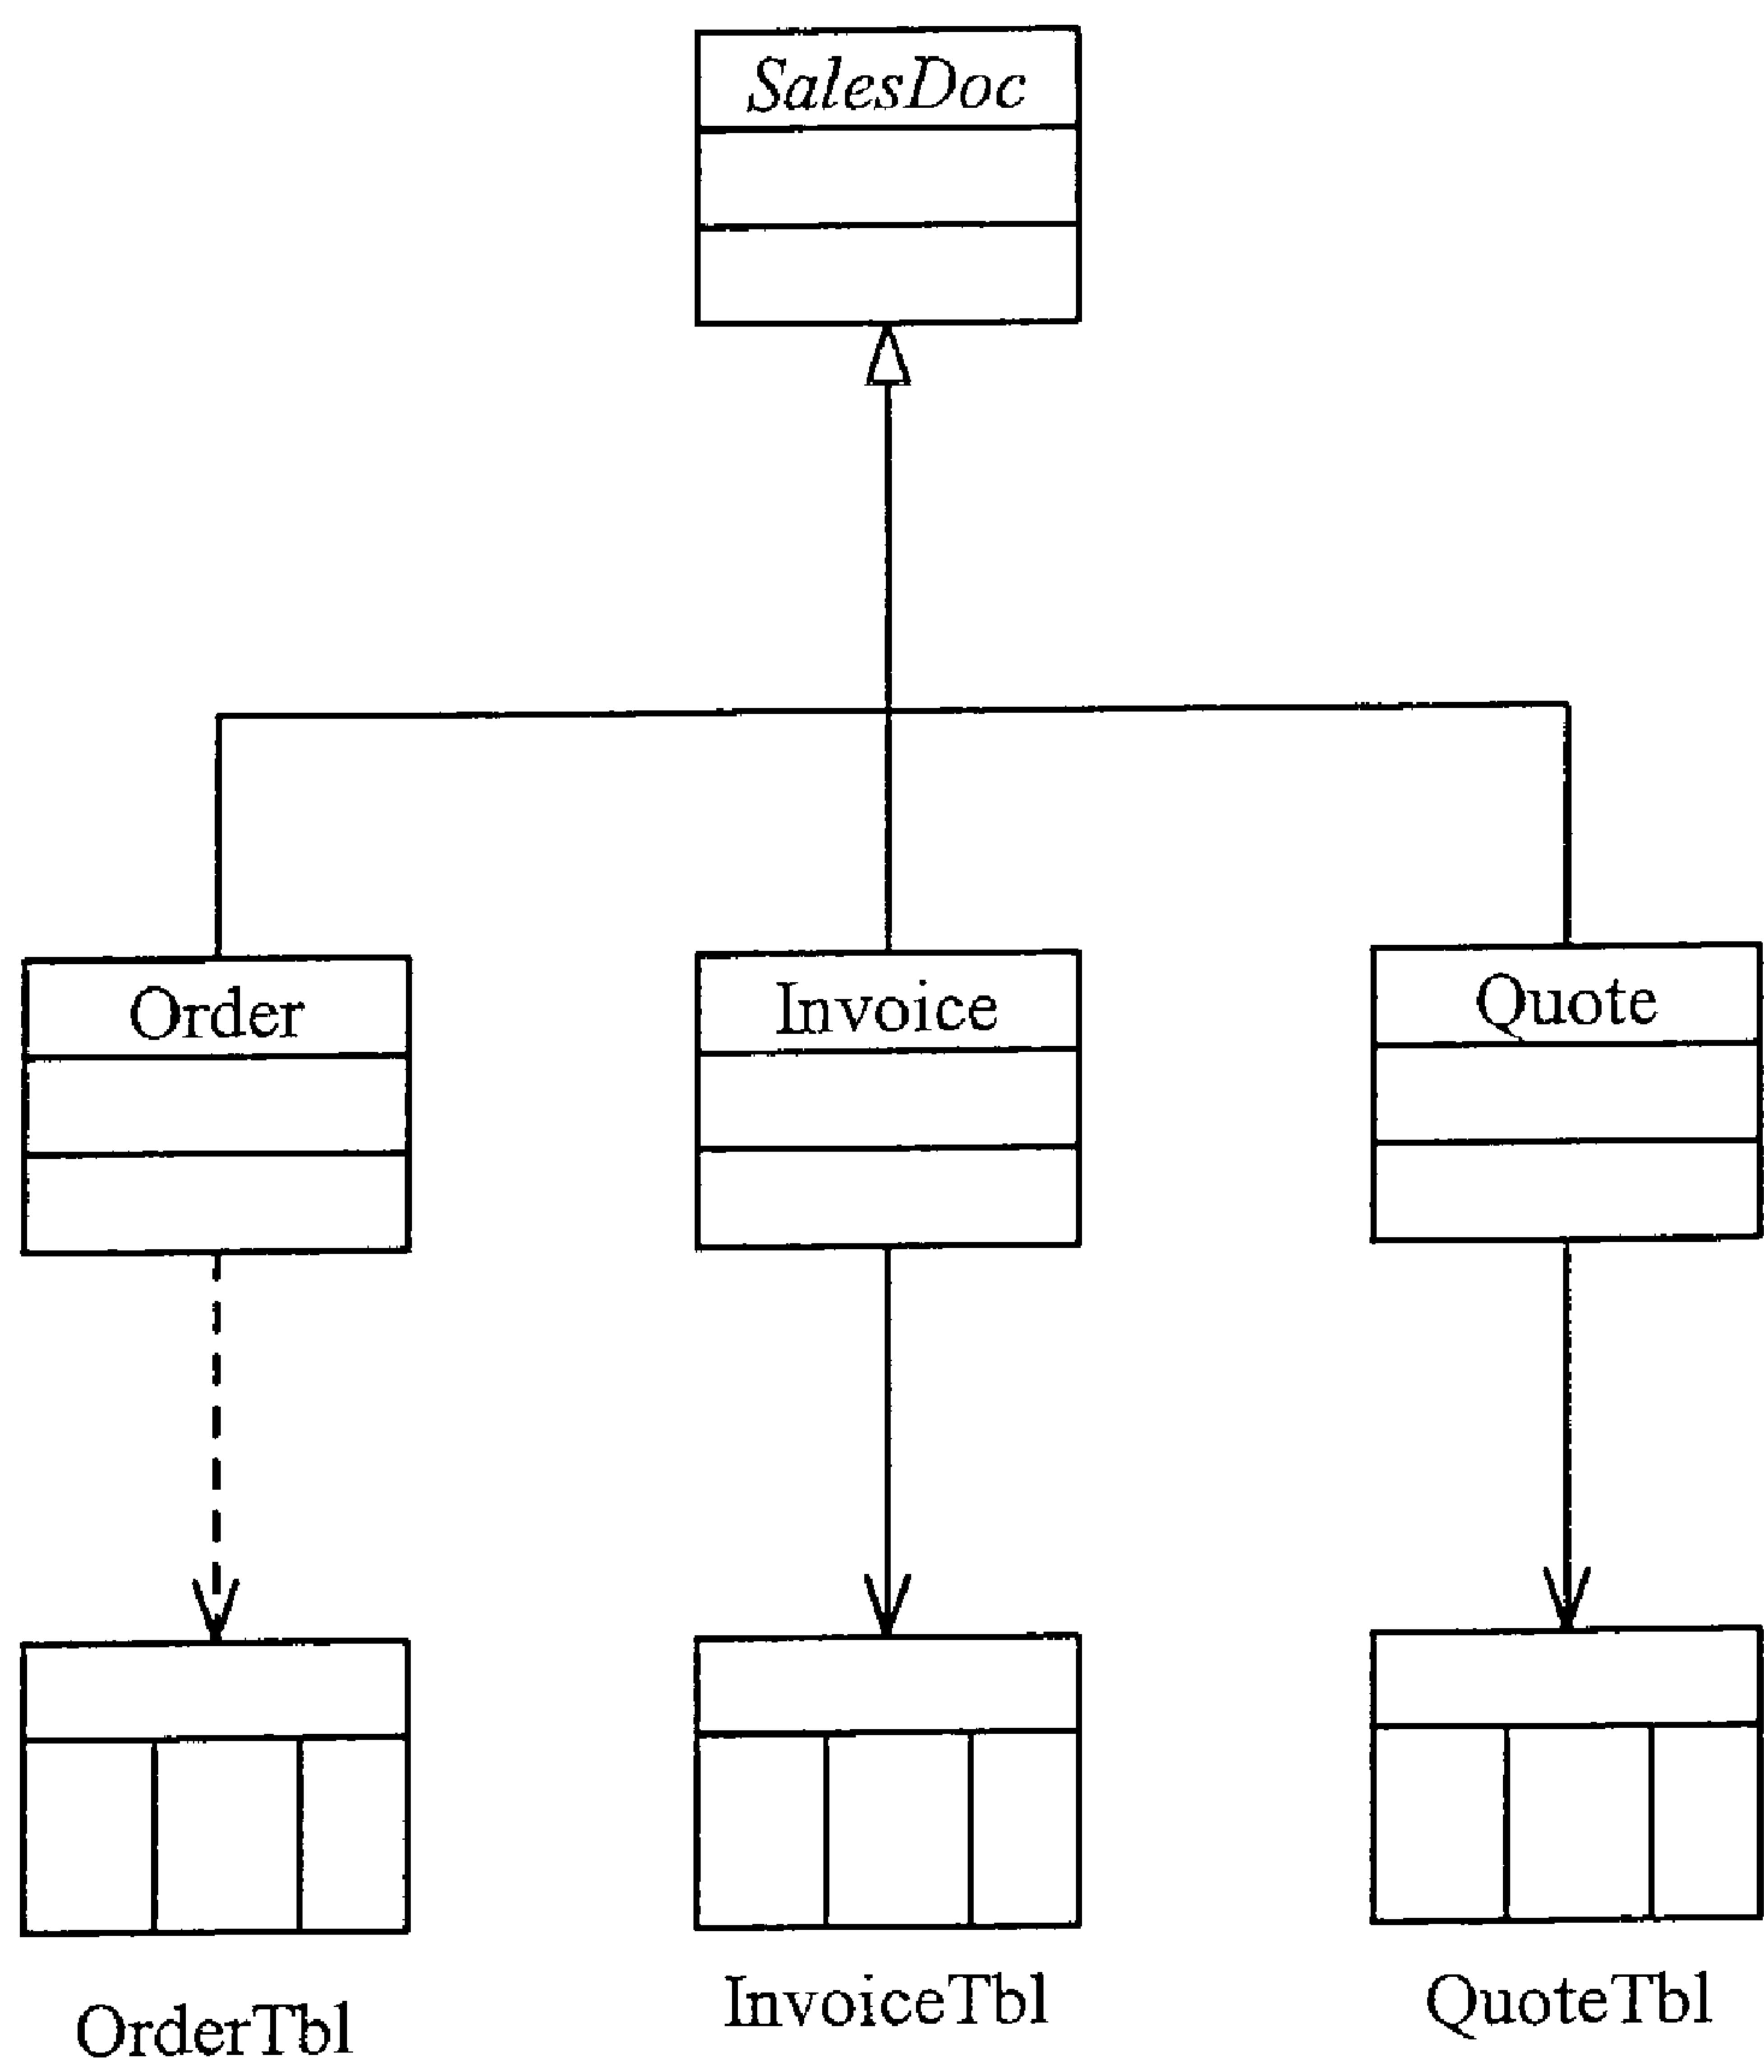 SalesDoc
Order
Invoice
Quote
OrderTbl
InvoiceTbl
QuoteTbl